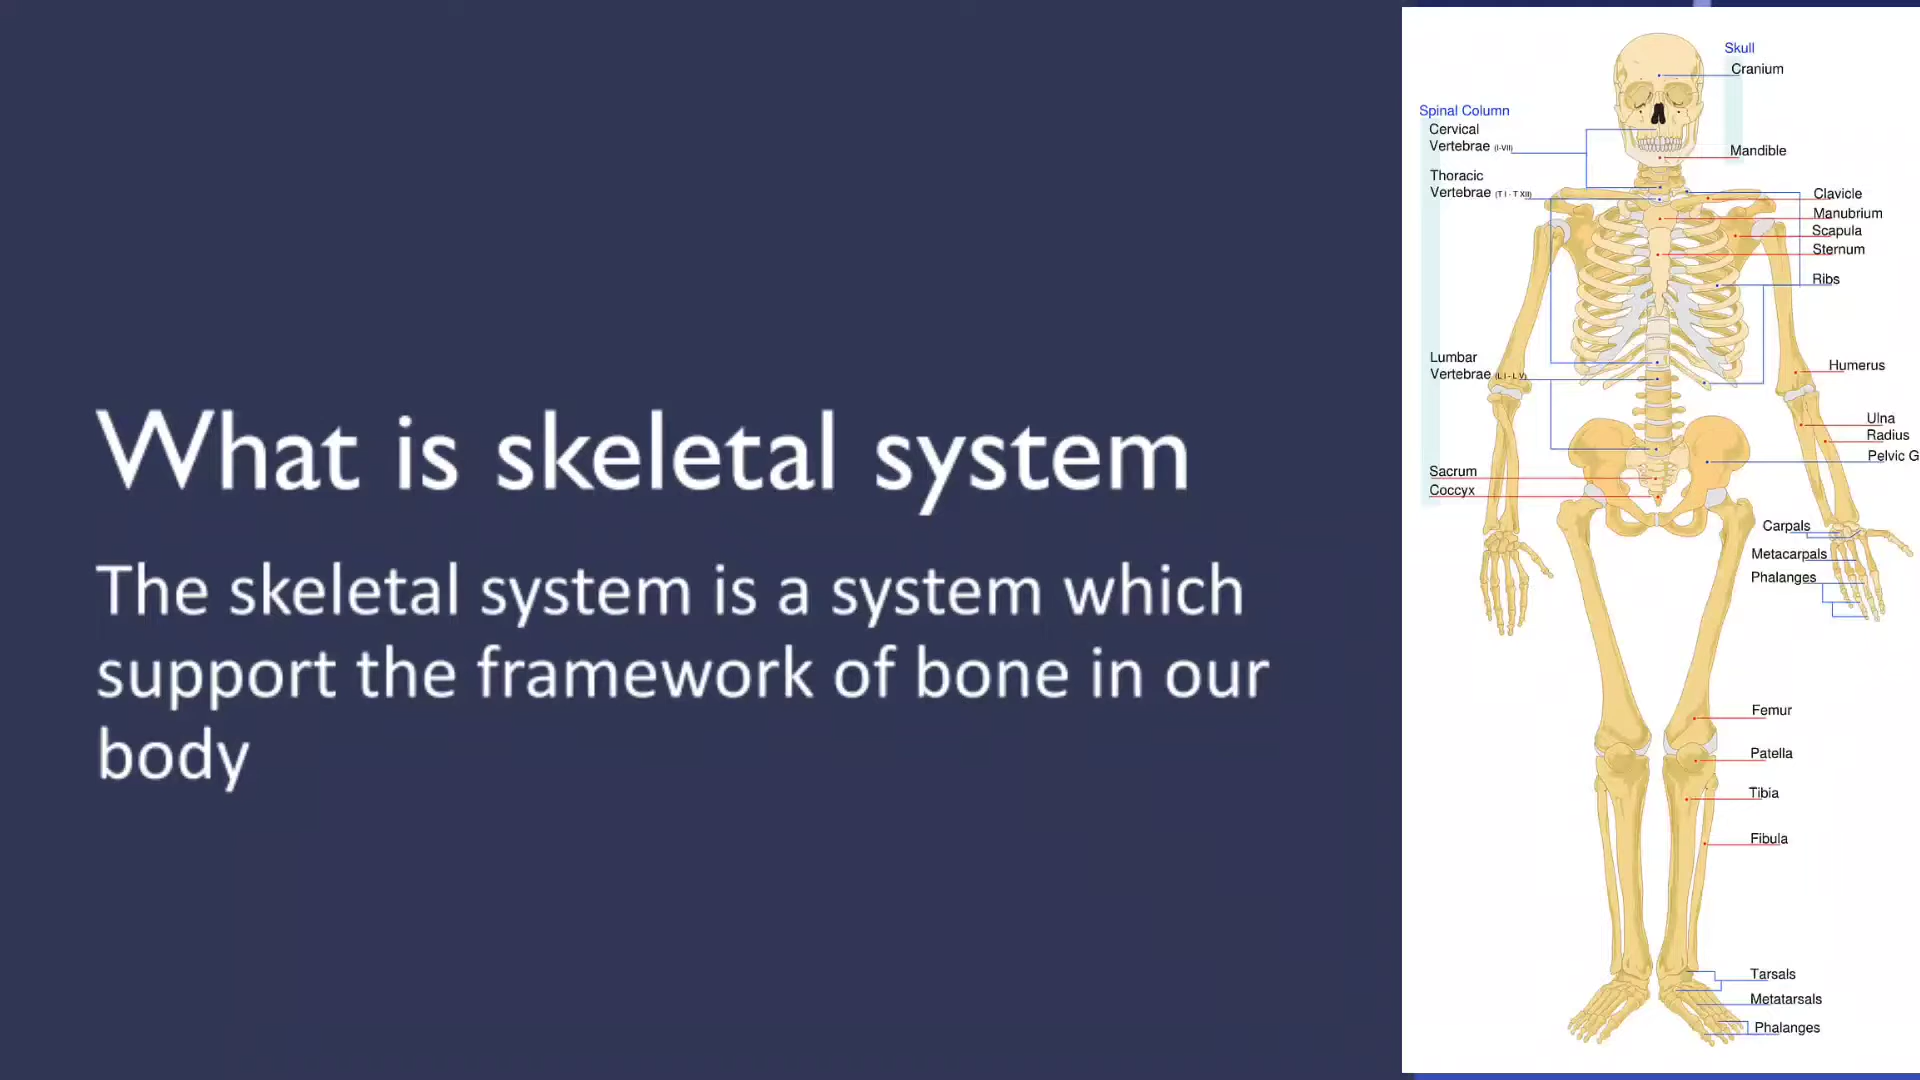 What is skeletal system
The skeletal system is a system which
support the framework of bone in our
body
Skull
Cranium
Mandible
Spinal Column
Cervical
Vertebrae (I-VII)
Thoracic
Vertebrae (T I - T XII)
Lumbar
Vertebrae (L I - L V)
Sacrum
Coccyx
Clavicle
Manubrium
Scapula
Sternum
Ribs
Humerus
Ulna
Radius
Pelvic G
Carpals
Metacarpals
Phalanges
Femur
Patella
Tibia
Fibula
Tarsals
Metatarsals
Phalanges